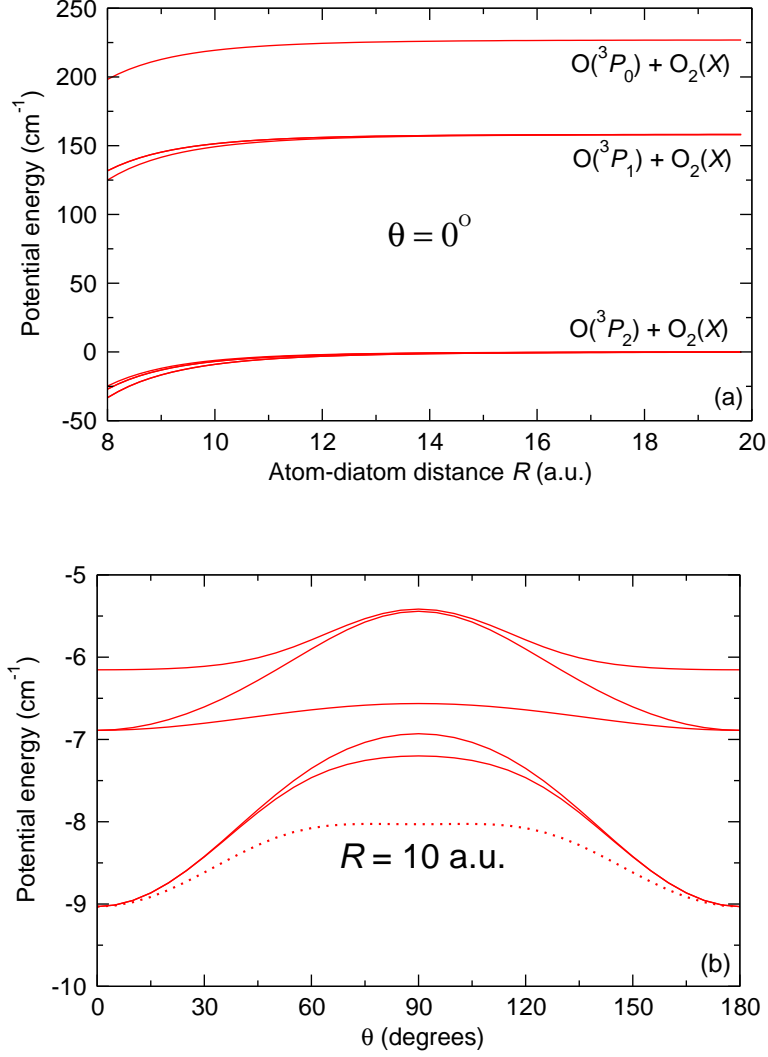 250
200
150
100
50
0
-50
Potential energy (cm⁻¹)
O(³P₀) + O₂(X)
O(³P₁) + O₂(X)
θ = 0⁰
O(³P₂) + O₂(X)
(a)
8 10 12 14 16 18 20
Atom-diatom distance R (a.u.)
-5
-6
-7
-8
-9
-10
Potential energy (cm⁻¹)
R = 10 a.u.
(b)
0 30 60 90 120 150 180
θ (degrees)